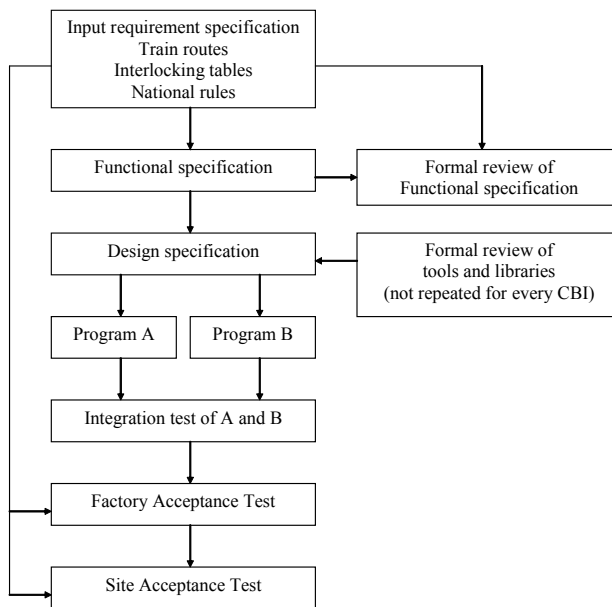 Input requirement specification
Train routes
Interlocking tables
National rules
Functional specification
Formal review of
Functional specification
Design specification
Formal review of
tools and libraries
(not repeated for every CBI)
Program A
Program B
Integration test of A and B
Factory Acceptance Test
Site Acceptance Test